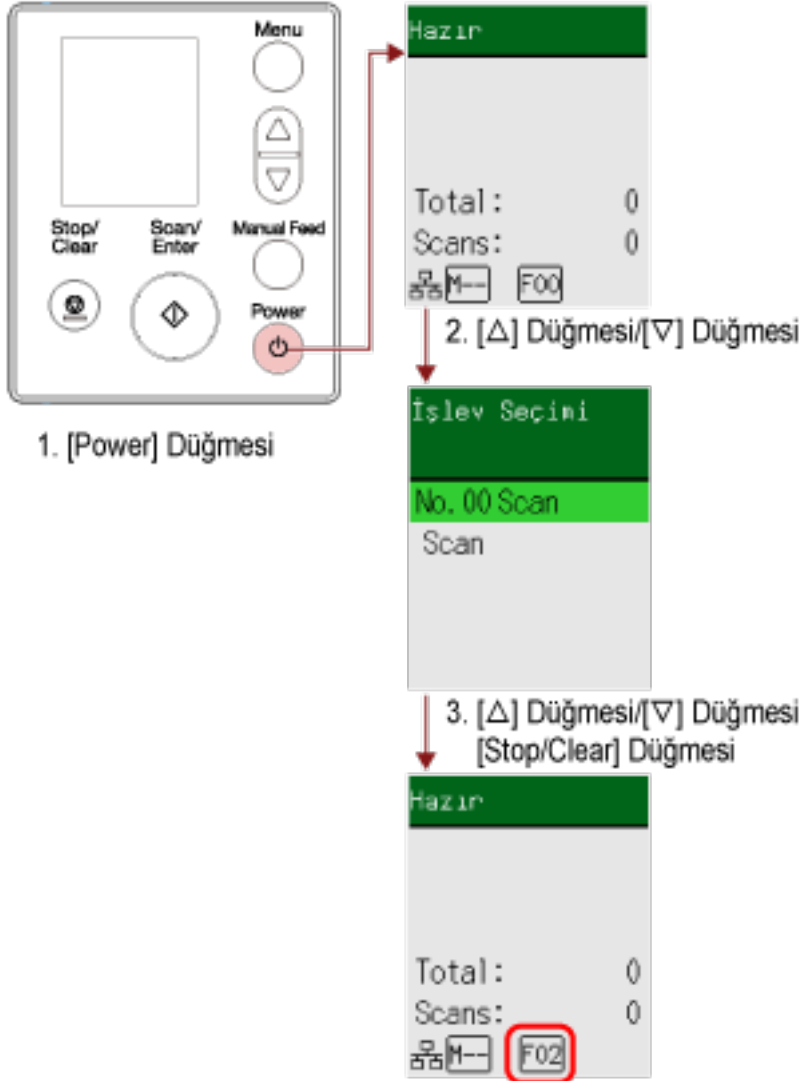 Menu
Stop/
Clear
Scan/
Enter
Manual Feed
Power
1. [Power] Düğmesi
Hazır
Total: 0
Scans: 0
M-- F00
2. [△] Düğmesi/[▽] Düğmesi
İşlev Seçimi
No. 00 Scan
Scan
3. [△] Düğmesi/[▽] Düğmesi
[Stop/Clear] Düğmesi
Hazır
Total: 0
Scans: 0
M-- F02